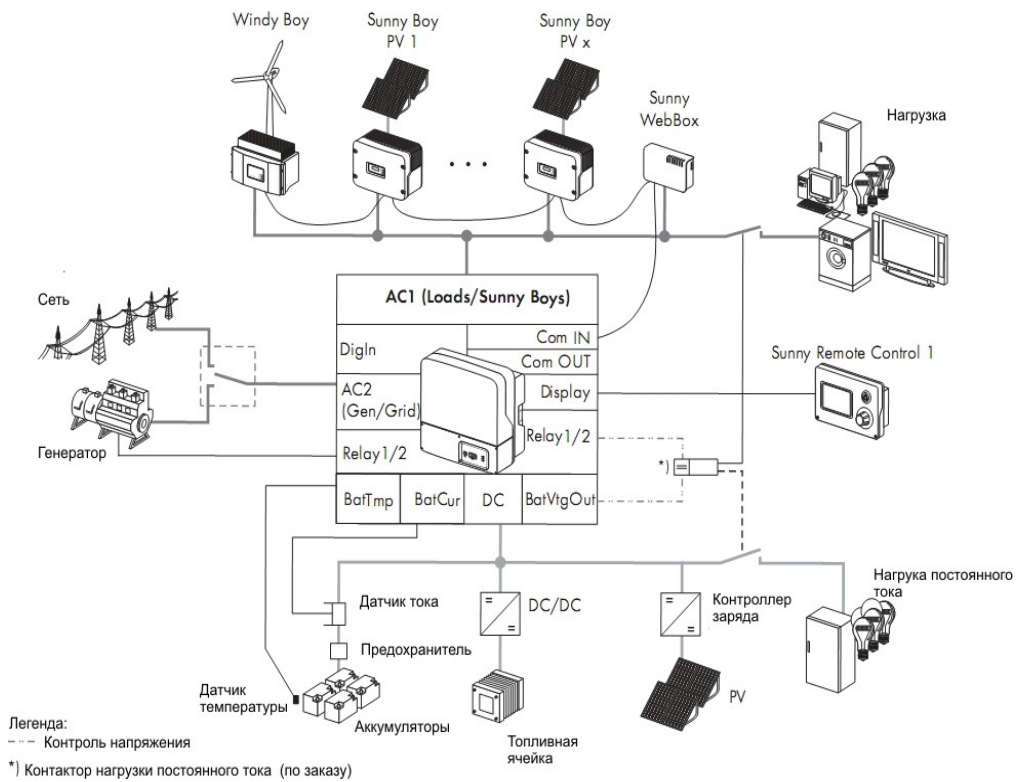 Windy Boy
Sunny Boy
PV 1
Sunny Boy
PV x
Sunny
WebBox
Нагрузка
AC1 (Loads/Sunny Boys)
Сеть
DigIn
Com IN
Com OUT
AC2
(Gen/Grid)
Display
Sunny Remote Control 1
Генератор
Relay1/2
Relay1/2
*)
BatTmp
BatCur
DC
BatVtgOut
Датчик тока
DC/DC
Контроллер
заряда
Нагрука постоянного
тока
Предохранитель
Датчик
температуры
Аккумуляторы
Топливная
ячейка
PV
Легенда:
Контроль напряжения
*) Контактор нагрузки постоянного тока (по заказу)